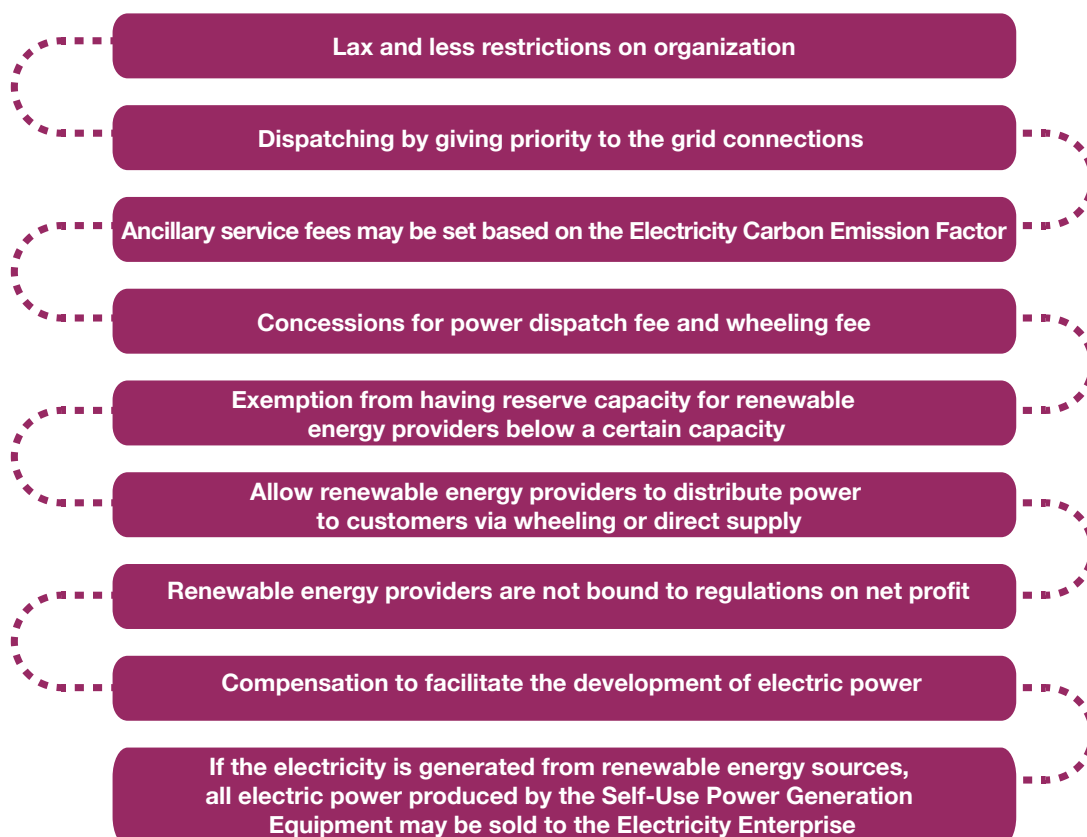 Lax and less restrictions on organization
Dispatching by giving priority to the grid connections
Ancillary service fees may be set based on the Electricity Carbon Emission Factor
Concessions for power dispatch fee and wheeling fee
Exemption from having reserve capacity for renewable
energy providers below a certain capacity
Allow renewable energy providers to distribute power
to customers via wheeling or direct supply
Renewable energy providers are not bound to regulations on net profit
Compensation to facilitate the development of electric power
If the electricity is generated from renewable energy sources,
all electric power produced by the Self-Use Power Generation
Equipment may be sold to the Electricity Enterprise